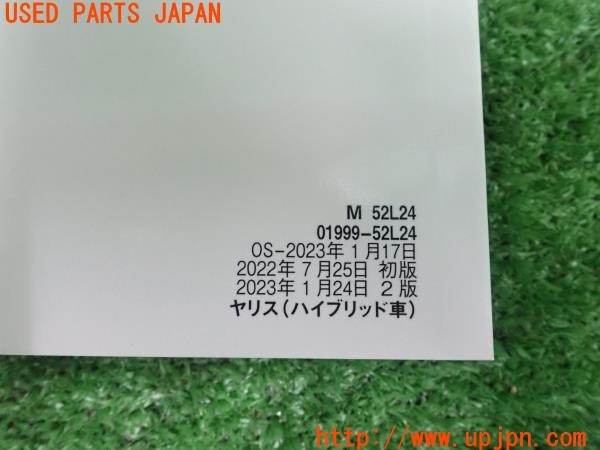 USED PARTS JAPAN
M 52L24
01999-52L24
OS-2023年1月17日
2022年7月25日 初版
2023年1月24日 2版
ヤリス(ハイブリッド車)
http://www.upjpn.com